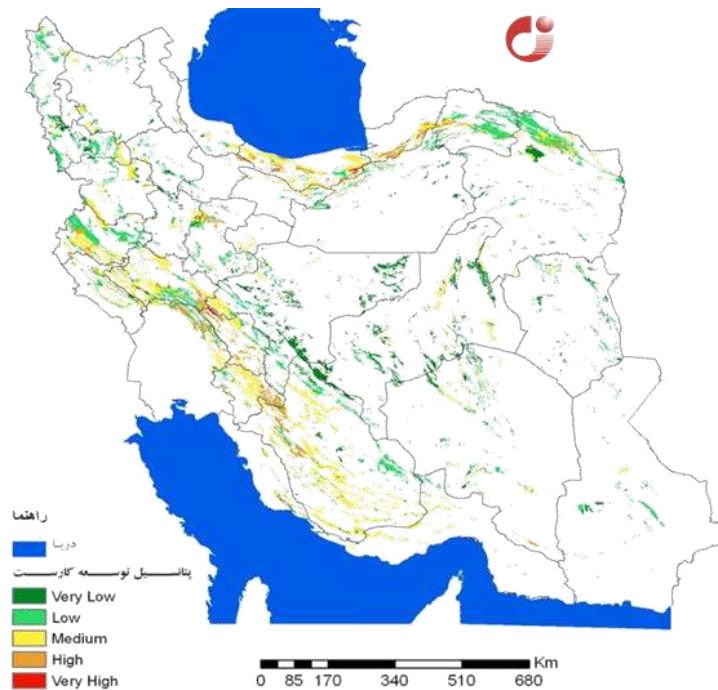 راهنما
دریا
پتانسیل توسعه کارست
Very Low
Low
Medium
High
Very High
Km
0 85 170 340 510 680